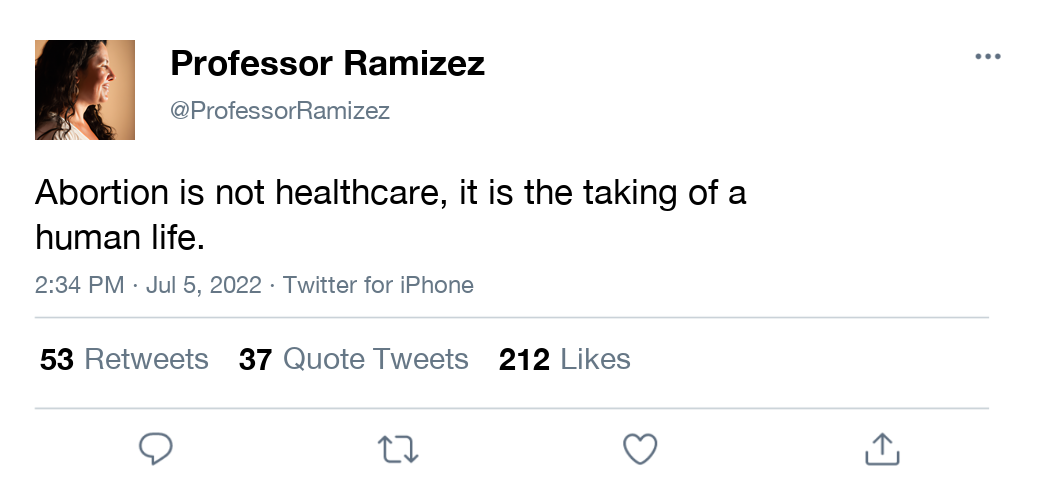 Professor Ramizez
@ProfessorRamizez
Abortion is not healthcare, it is the taking of a
human life.
2:34 PM · Jul 5, 2022 · Twitter for iPhone
53 Retweets 37 Quote Tweets 212 Likes